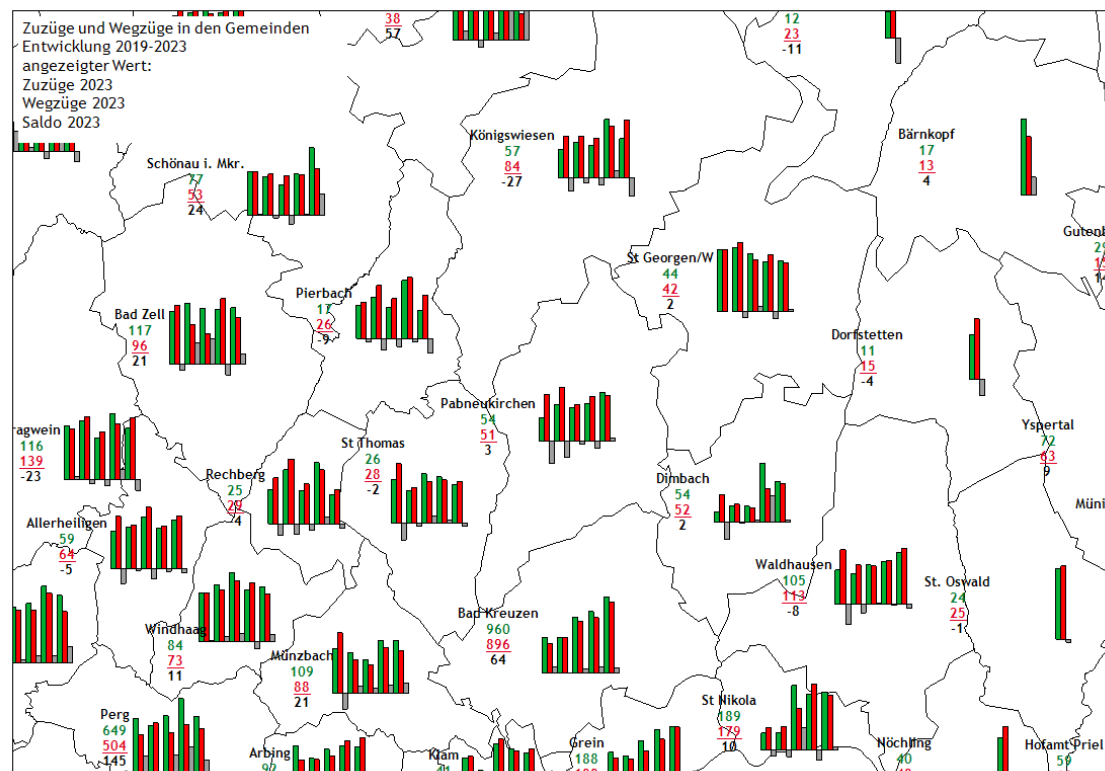 Zuzüge und Wegzüge in den Gemeinden
Entwicklung 2019-2023
angezeigter Wert:
Zuzüge 2023
Wegzüge 2023
Saldo 2023
38
57
12
23
-11
Königswiesen
57
84
-27
Bärnkopf
17
13
4
Schönau i. Mkr.
77
53
24
St Georgen/W
44
42
2
Pierbach
17
26
-9
Bad Zell
117
96
21
Dorfstetten
11
15
-4
Pabneukirchen
54
51
3
ragwein
116
139
-23
St Thomas
26
28
-2
Yspertal
72
63
9
Rechberg
25
29
-4
Dimbach
54
52
2
Allerheiligen
59
64
-5
Waldhausen
105
113
-8
St. Oswald
24
25
-1
Bad Kreuzen
960
896
64
Windhaag
84
73
11
Münzbach
109
88
21
St Nikola
189
179
10
Perg
649
504
145
Arbing
Klam
Grein
188
Nöchling
40
Hofamt Priel
59